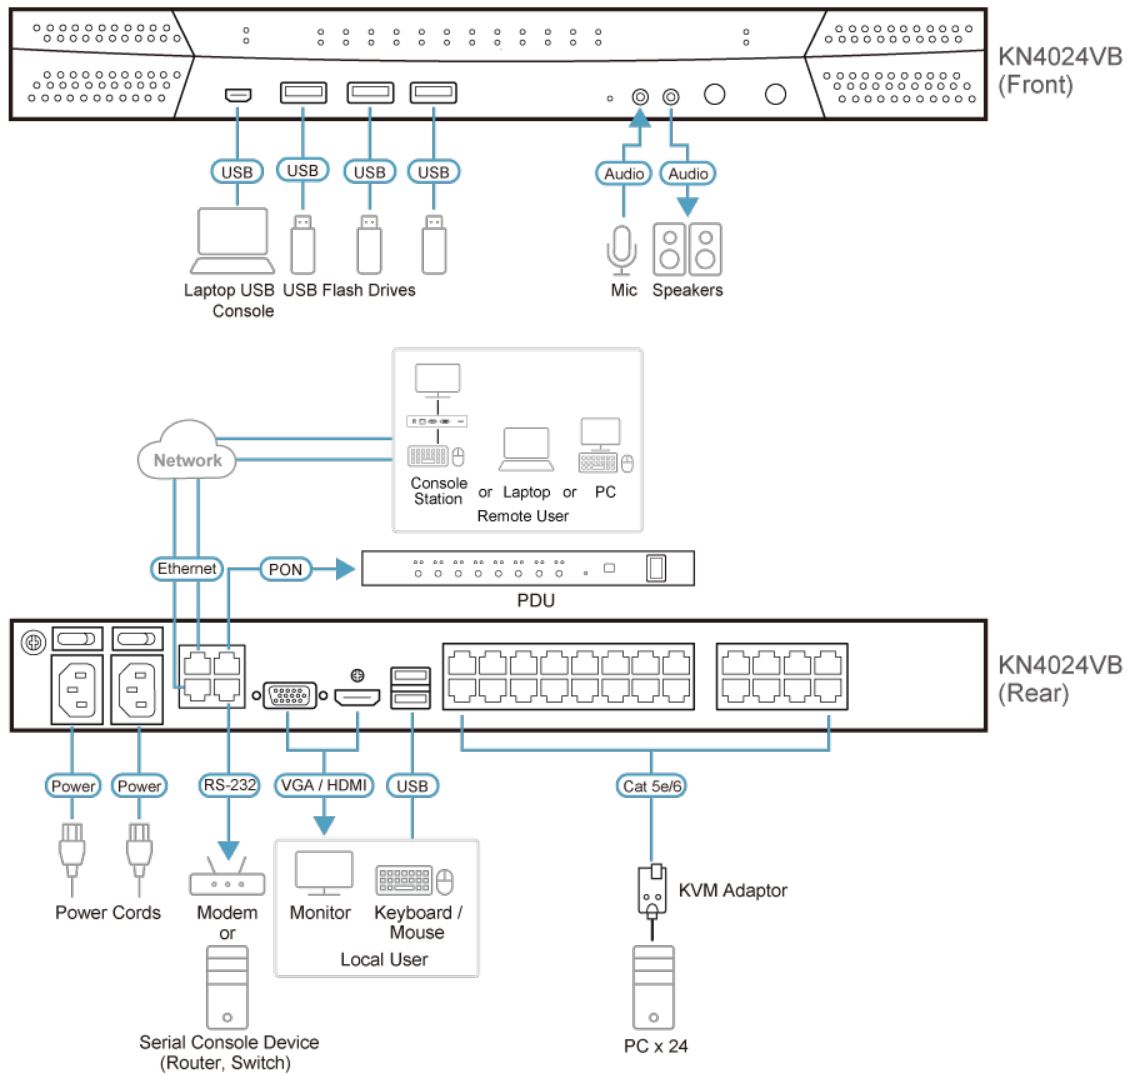 KN4024VB
(Front)
USB
USB
USB
USB
Audio
Audio
Laptop USB
Console
USB Flash Drives
Mic
Speakers
Network
Console
Station
or
Laptop
or
PC
Remote User
Ethernet
PON
PDU
KN4024VB
(Rear)
Power
Power
RS-232
VGA / HDMI
USB
Cat 5e/6
KVM Adaptor
Power Cords
Modem
or
Monitor
Keyboard /
Mouse
Local User
Serial Console Device
(Router, Switch)
PC x 24